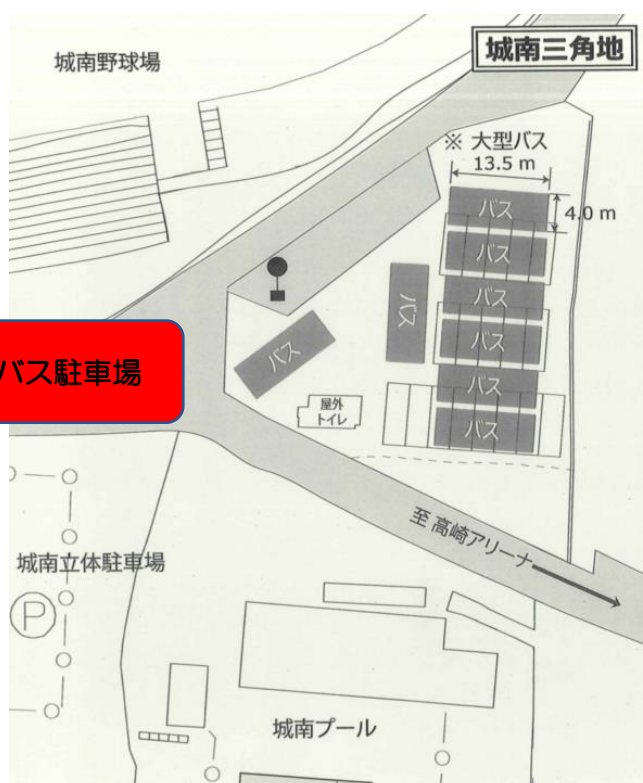 城南三角地
城南野球場
※ 大型バス
13.5 m
4.0 m
バス
バス
バス
バス
バス
バス
バス
バス
バス駐車場
屋外
トイレ
至 高崎アリーナ
城南立体駐車場
P
城南プール